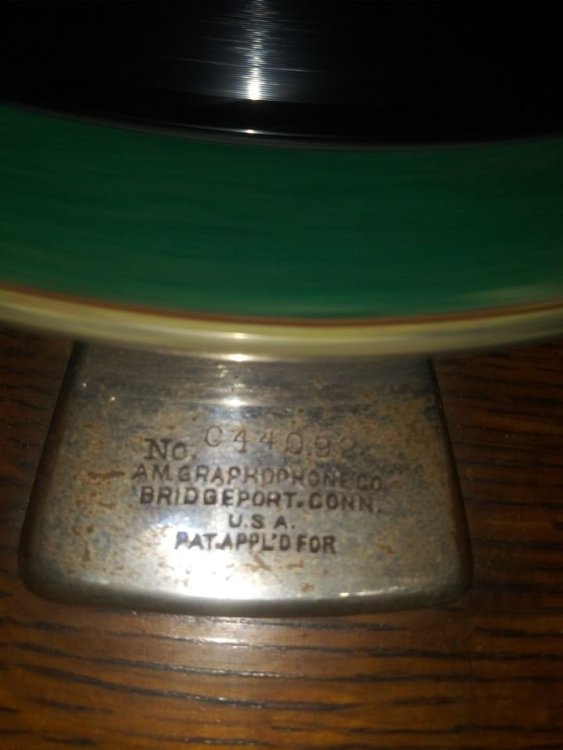 No. C44092
AM.GRAPHOPHONE CO.
BRIDGEPORT.CONN.
U.S.A.
PAT.APPL'D FOR